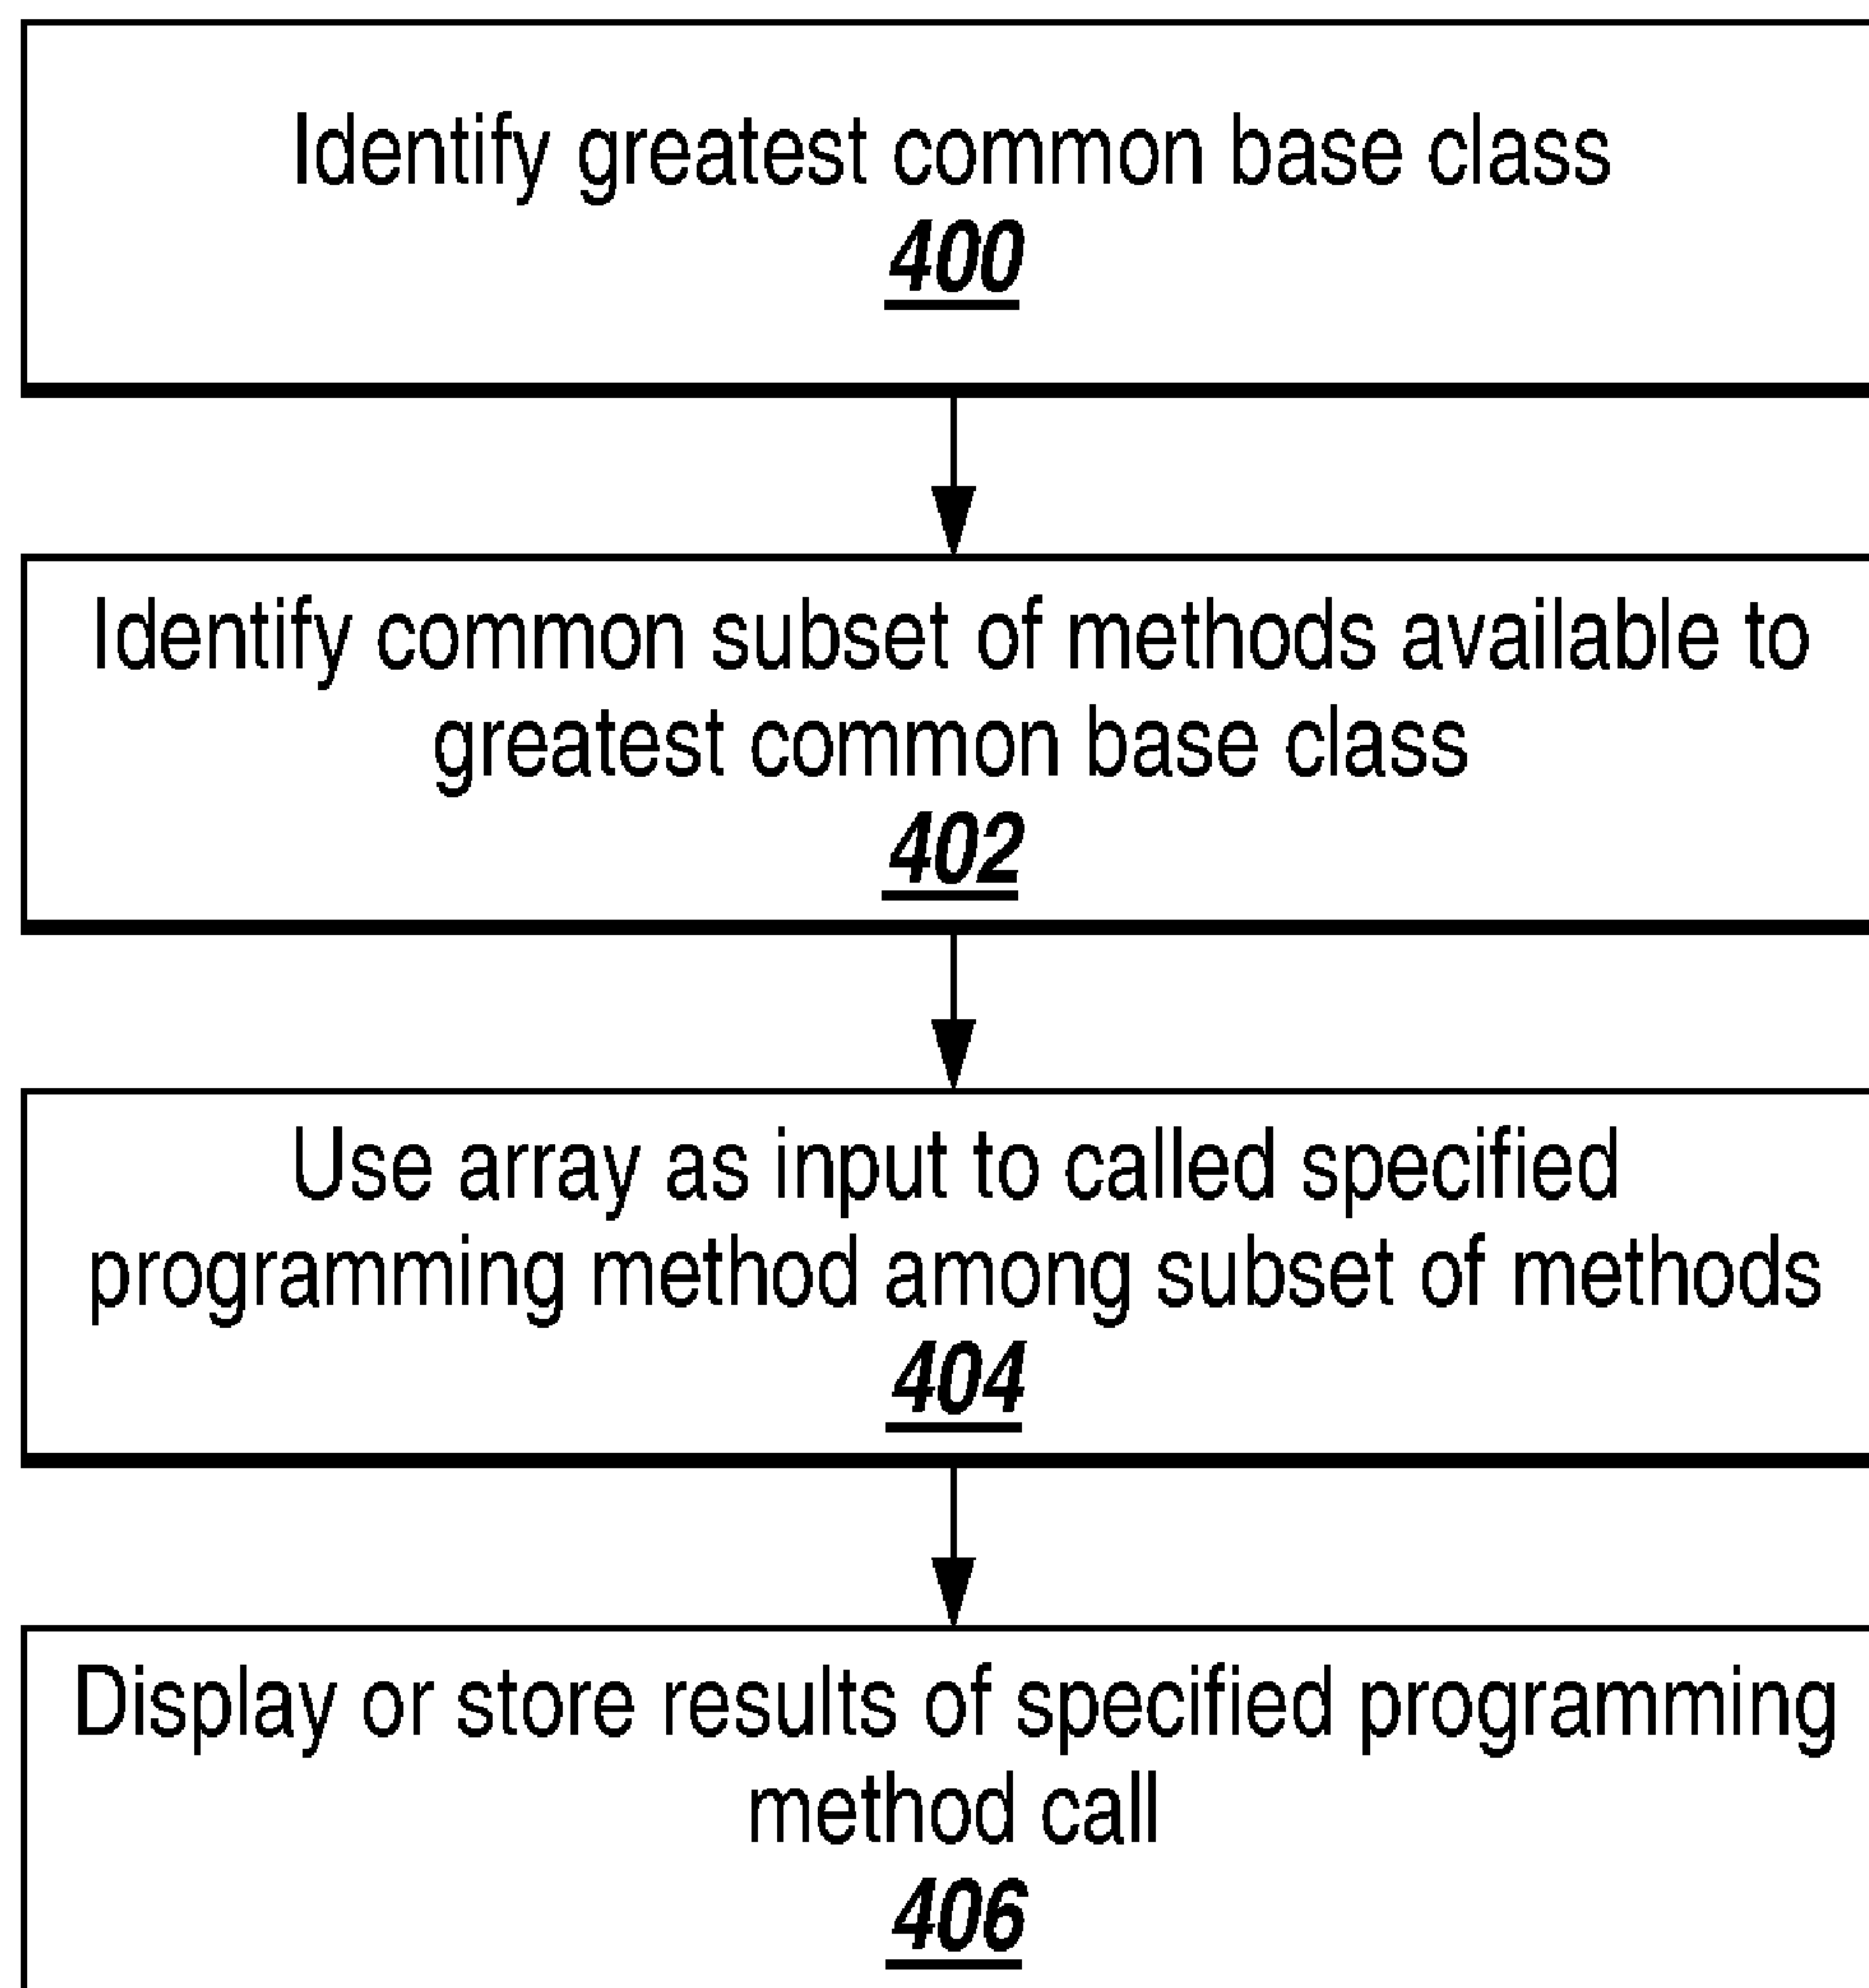 Identify greatest common base class
400
Identify common subset of methods available to
greatest common base class
402
Use array as input to called specified
programming method among subset of methods
404
Display or store results of specified programming
method call
406